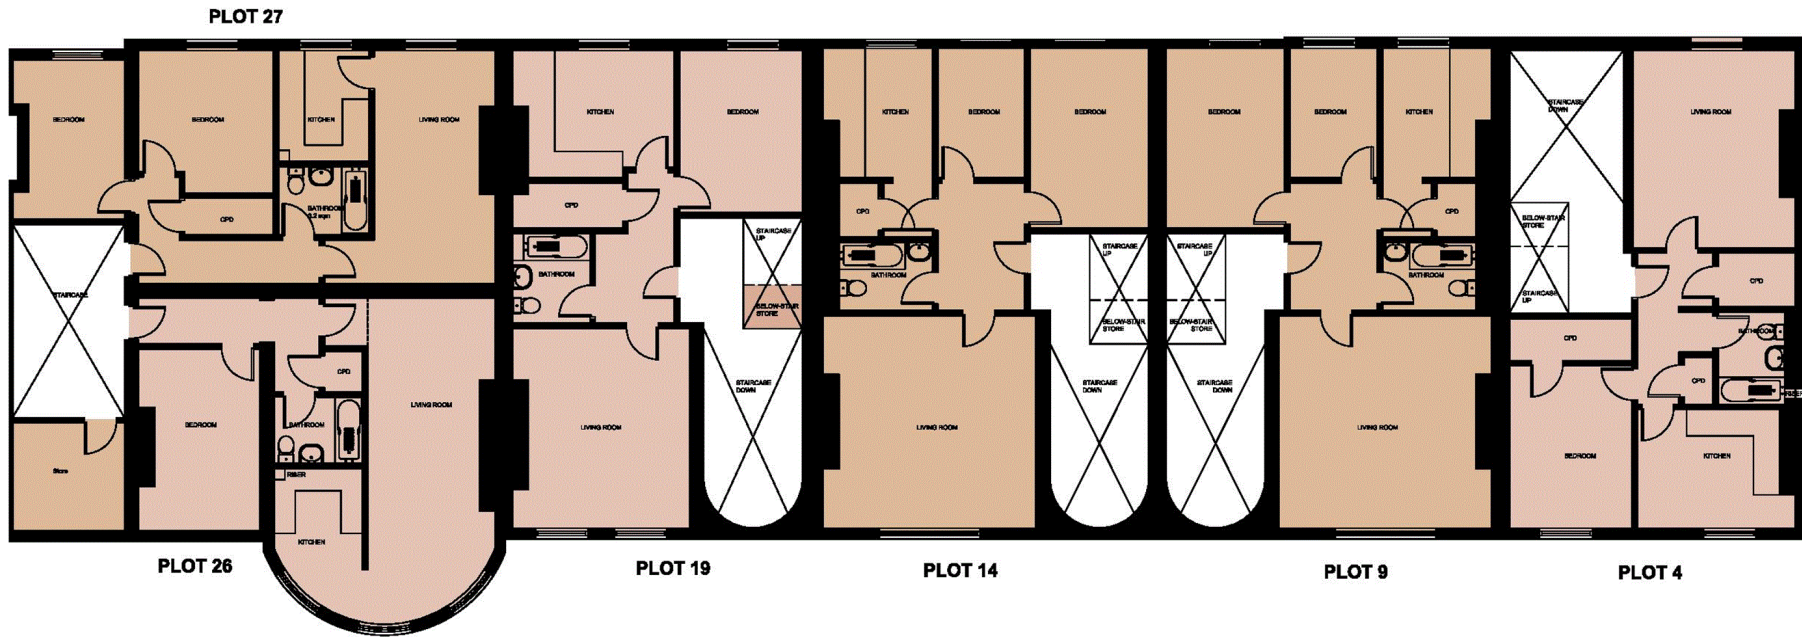 PLOT 27
BEDROOM
BEDROOM
KITCHEN
LIVING ROOM
BATHROOM
5.2 sqm
CPD
STAIRCASE
Store
BEDROOM
CPD
BATHROOM
LIVING ROOM
RISER
KITCHEN
PLOT 26
KITCHEN
BEDROOM
CPD
BATHROOM
STAIRCASE
UP
BELOW-STAIR
STORE
STAIRCASE
DOWN
LIVING ROOM
PLOT 19
KITCHEN
BEDROOM
BEDROOM
CPD
BATHROOM
STAIRCASE
UP
BELOW-STAIR
STORE
STAIRCASE
DOWN
LIVING ROOM
PLOT 14
BEDROOM
BEDROOM
KITCHEN
CPD
BATHROOM
STAIRCASE
UP
BELOW-STAIR
STORE
STAIRCASE
DOWN
LIVING ROOM
PLOT 9
STAIRCASE
DOWN
LIVING ROOM
BELOW-STAIR
STORE
STAIRCASE
UP
CPD
BATHROOM
CPD
CPD
RISER
BEDROOM
KITCHEN
PLOT 4